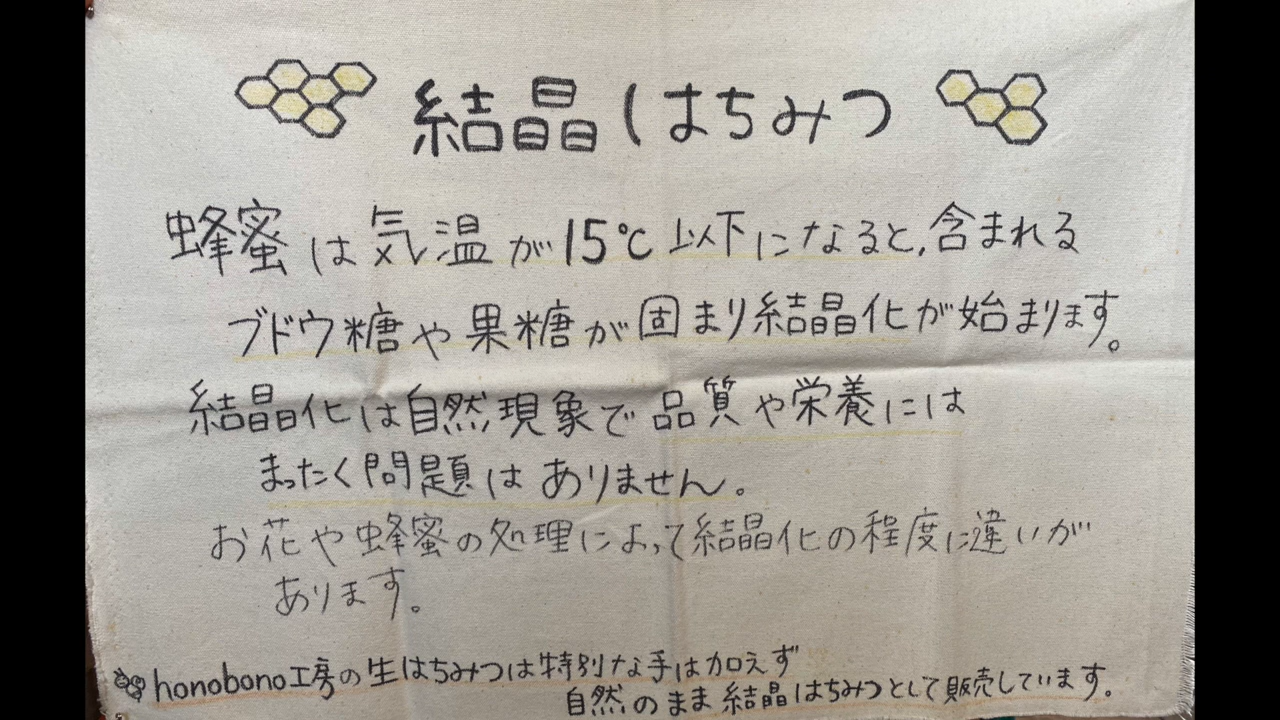 結晶はちみつ
蜂蜜は気温が15℃以下になると、含まれる
ブドウ糖や果糖が固まり結晶化が始まります。
結晶化は自然現象で品質や栄養には
まったく問題はありません。
お花や蜂蜜の処理によって結晶化の程度に違いが
あります。
honobono工房の生はちみつは特別な手は加えず
自然のまま結晶はちみつとして販売しています。